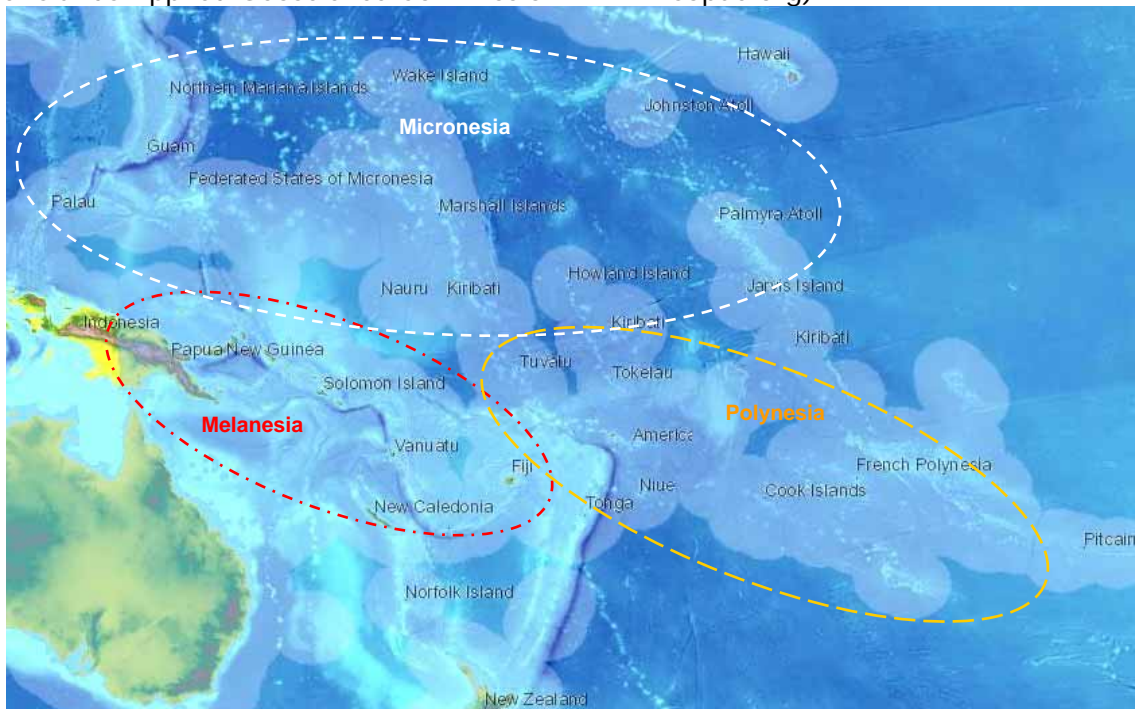 Hawaii
Wake Island
Northern Mariana Islands
Johnston Atoll
Micronesia
Guam
Federated States of Micronesia
Palau
Marshall Islands
Palmyra Atoll
Howland Island
Nauru
Kiribati
Jarvis Island
Indonesia
Kiribati
Kiribati
Papua New Guinea
Tuvalu
Tokelau
Solomon Island
Melanesia
Polynesia
America
Vanuatu
Fiji
French Polynesia
Niue
Cook Islands
Tonga
New Caledonia
Pitcairn
Norfolk Island
New Zealand